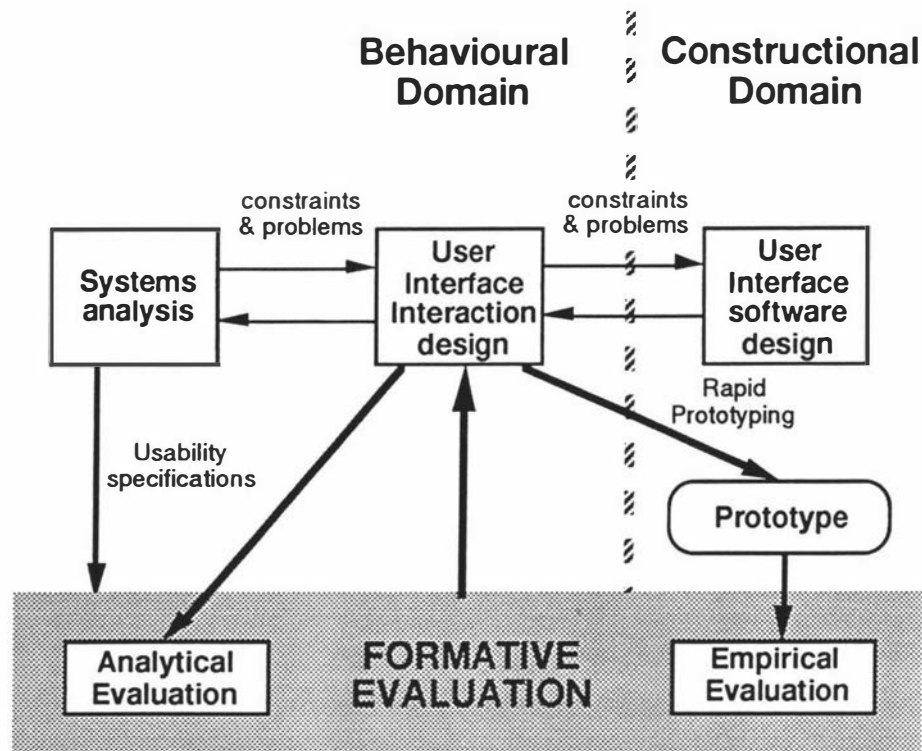 Behavioural
Domain
Constructional
Domain
constraints
& problems
constraints
& problems
Systems
analysis
User
Interface
Interaction
design
User
Interface
software
design
Rapid
Prototyping
Usability
specifications
Prototype
Analytical
Evaluation
FORMATIVE
EVALUATION
Empirical
Evaluation